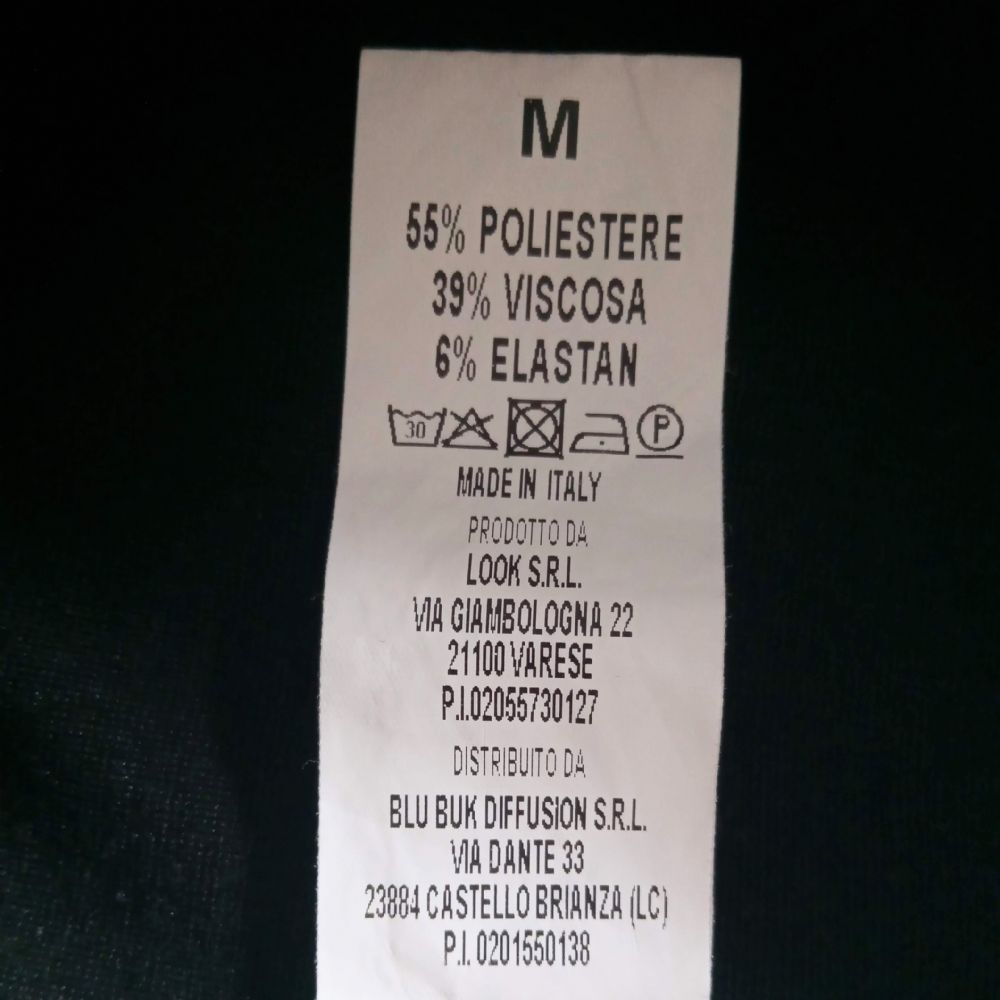 M
55% POLIESTERE
39% VISCOSA
6% ELASTAN
30 P
MADE IN ITALY
PRODOTTO DA
LOOK S.R.L.
VIA GIAMBOLOGNA 22
21100 VARESE
P.I.02055730127
DISTRIBUITO DA
BLU BUK DIFFUSION S.R.L.
VIA DANTE 33
23884 CASTELLO BRIANZA (LC)
P.I. 0201550138